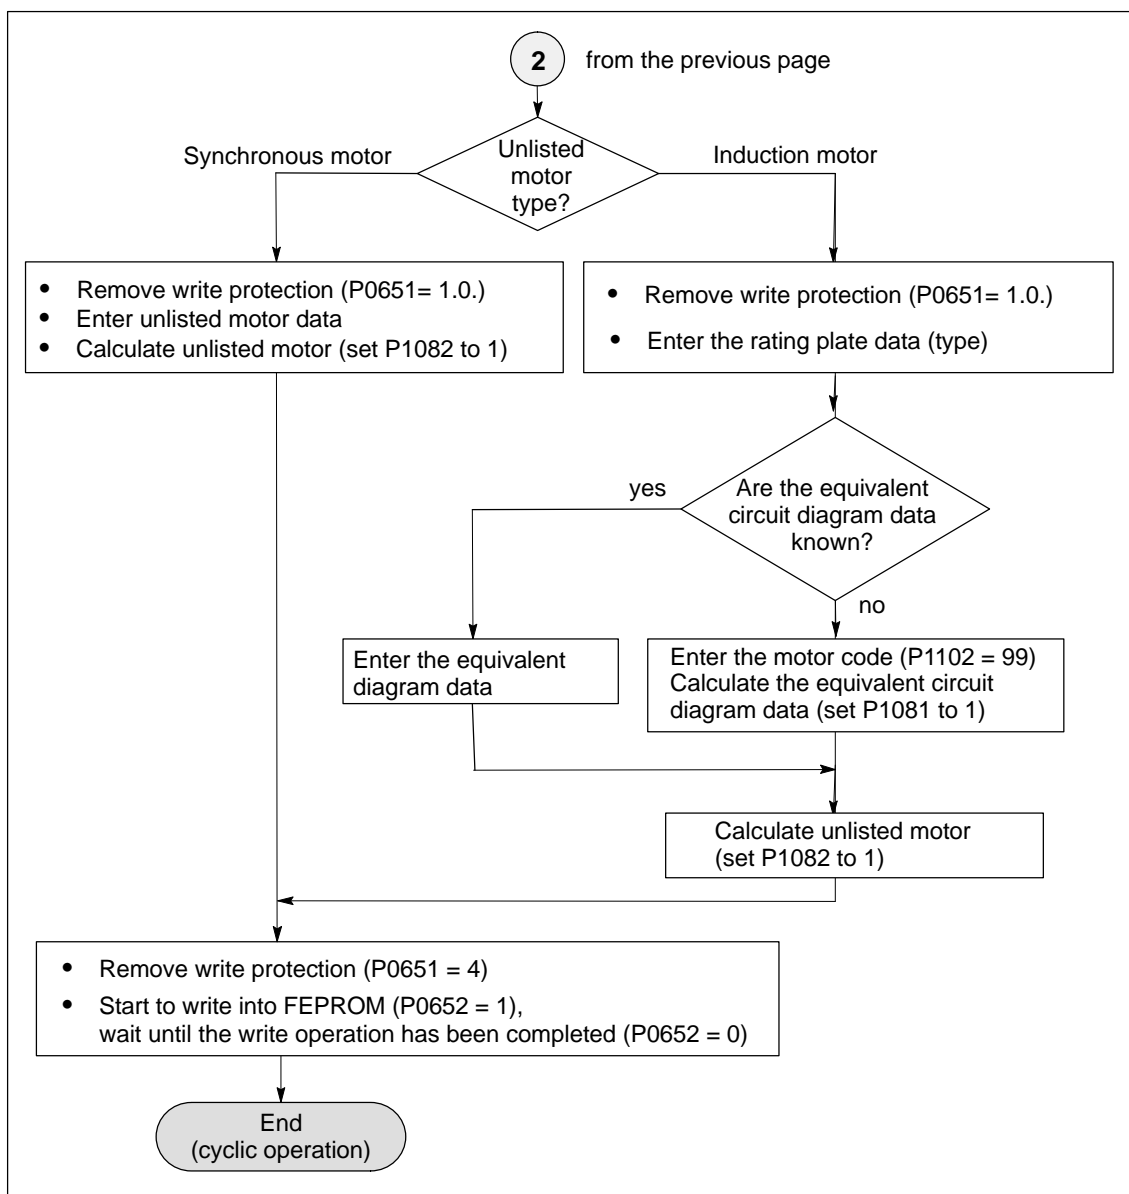 2
from the previous page
Unlisted
motor
type?
Synchronous motor
Induction motor
• Remove write protection (P0651= 1.0.)
• Enter unlisted motor data
• Calculate unlisted motor (set P1082 to 1)
• Remove write protection (P0651= 1.0.)
• Enter the rating plate data (type)
Are the equivalent
circuit diagram data
known?
yes
no
Enter the equivalent
diagram data
Enter the motor code (P1102 = 99)
Calculate the equivalent circuit
diagram data (set P1081 to 1)
Calculate unlisted motor
(set P1082 to 1)
• Remove write protection (P0651 = 4)
• Start to write into FEPROM (P0652 = 1),
wait until the write operation has been completed (P0652 = 0)
End
(cyclic operation)